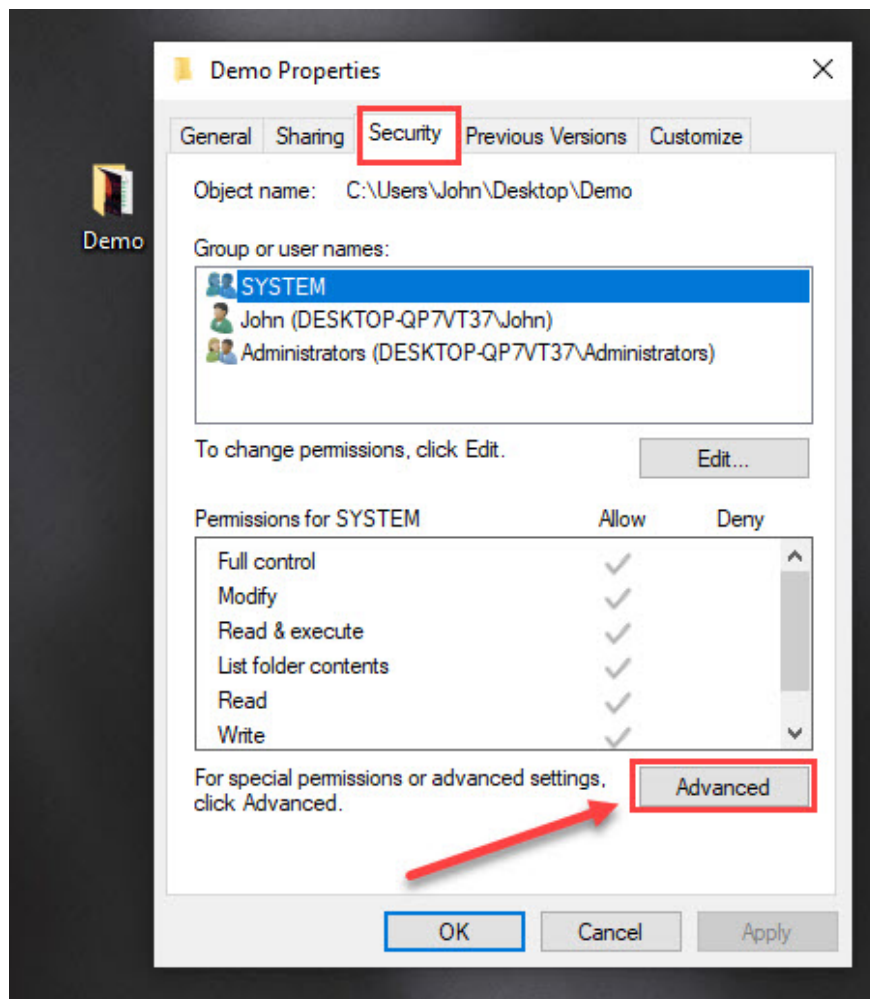 Demo Properties
General Sharing Security Previous Versions Customize
Object name: C:\Users\John\Desktop\Demo
Demo
Group or user names:
SYSTEM
John (DESKTOP-QP7VT37\John)
Administrators (DESKTOP-QP7VT37\Administrators)
To change permissions, click Edit.
Edit...
Permissions for SYSTEM Allow Deny
Full control
Modify
Read & execute
List folder contents
Read
Write
For special permissions or advanced settings,
click Advanced.
Advanced
OK Cancel Apply